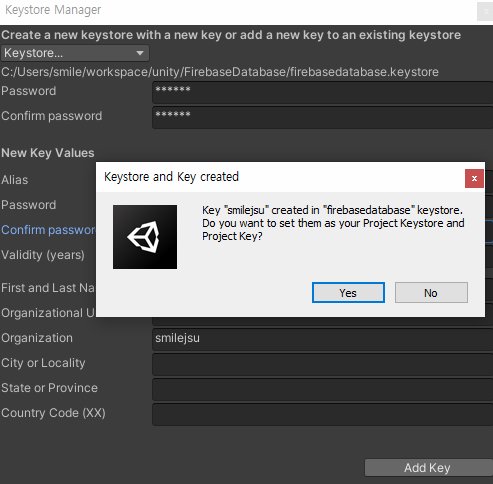 Keystore Manager
Create a new keystore with a new key or add a new key to an existing keystore
Keystore...
C:/Users/smile/workspace/unity/FirebaseDatabase/firebasedatabase.keystore
Password ******
Confirm password ******
New Key Values
Alias
Password
Confirm password
Validity (years)
First and Last Na
Organizational U
Organization smilejsu
City or Locality
State or Province
Country Code (XX)
Add Key
Keystore and Key created
x
Key "smilejsu" created in "firebasedatabase" keystore.
Do you want to set them as your Project Keystore and
Project Key?
Yes No